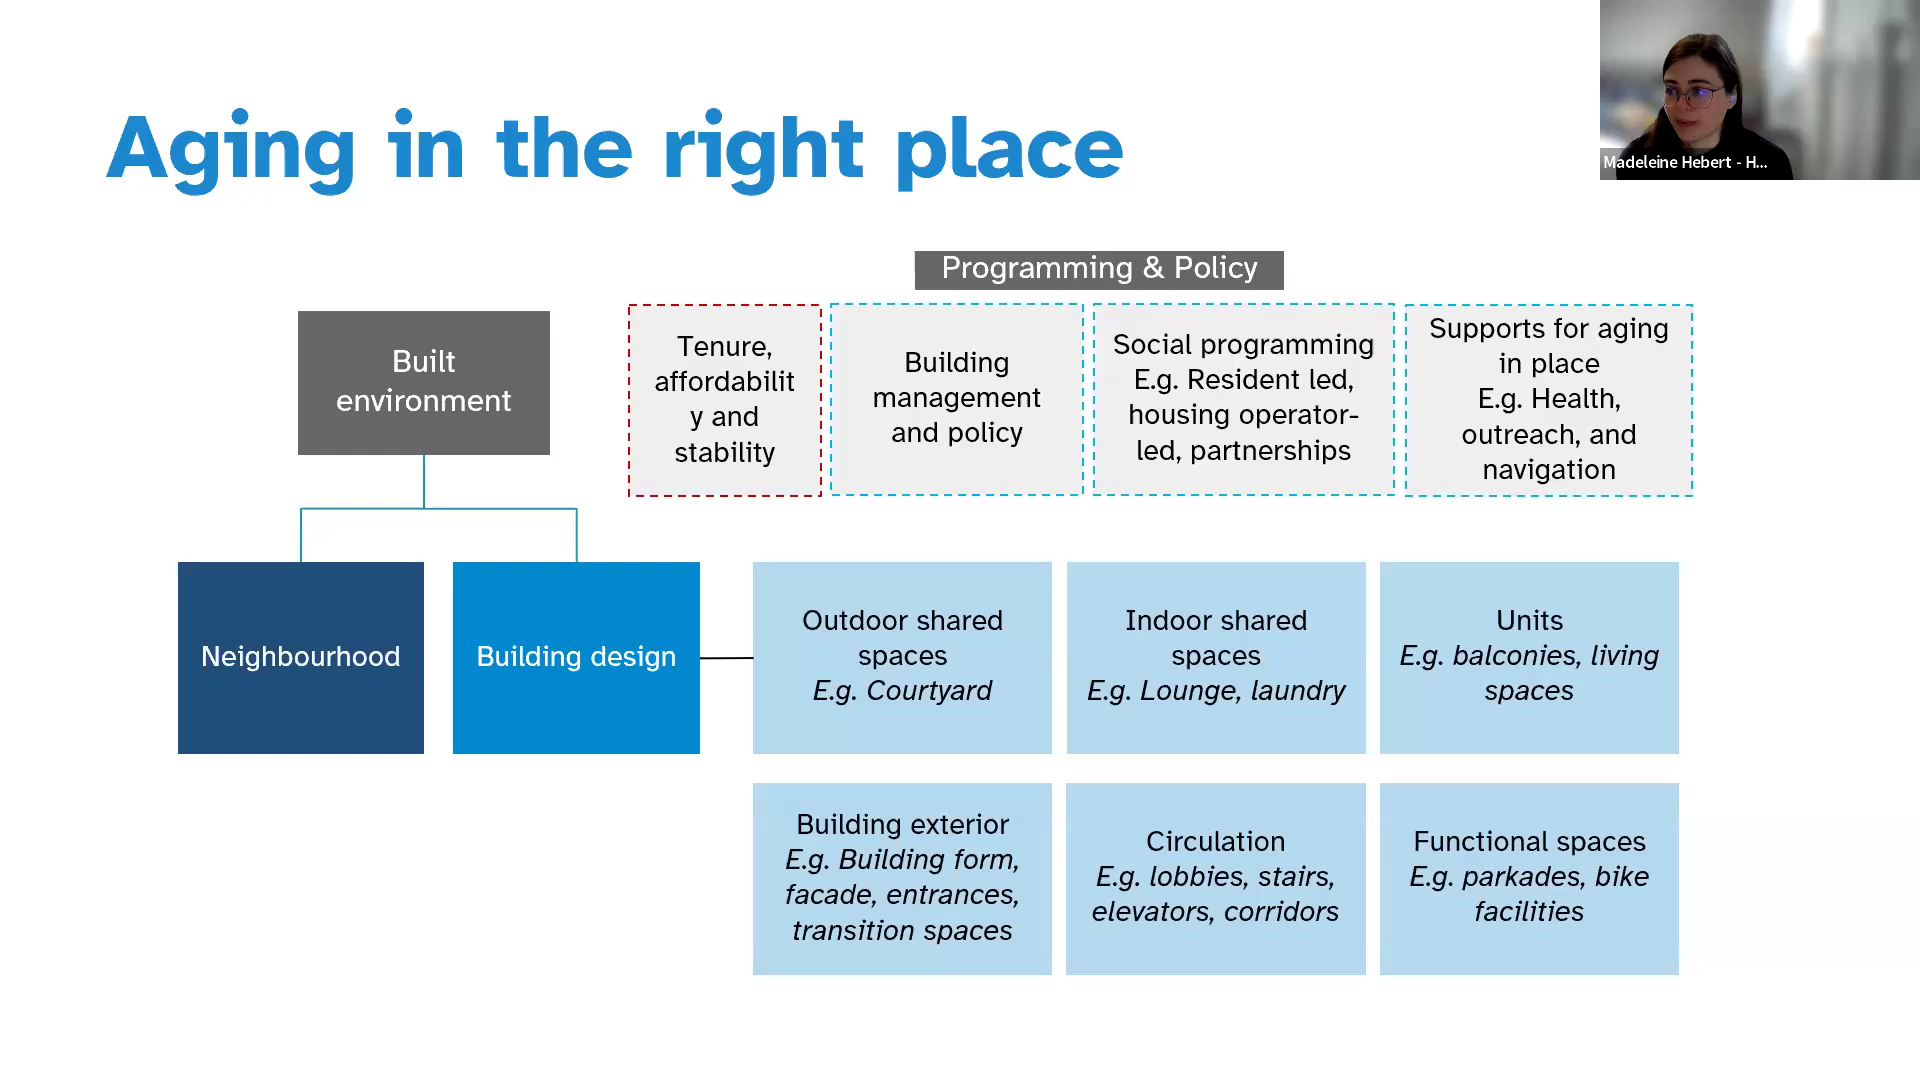 Aging in the right place
Madeleine Hebert - H...
Programming & Policy
Built
environment
Tenure,
affordabilit
y and
stability
Building
management
and policy
Social programming
E.g. Resident led,
housing operator-
led, partnerships
Supports for aging
in place
E.g. Health,
outreach, and
navigation
Neighbourhood
Building design
Outdoor shared
spaces
E.g. Courtyard
Indoor shared
spaces
E.g. Lounge, laundry
Units
E.g. balconies, living
spaces
Building exterior
E.g. Building form,
facade, entrances,
transition spaces
Circulation
E.g. lobbies, stairs,
elevators, corridors
Functional spaces
E.g. parkades, bike
facilities